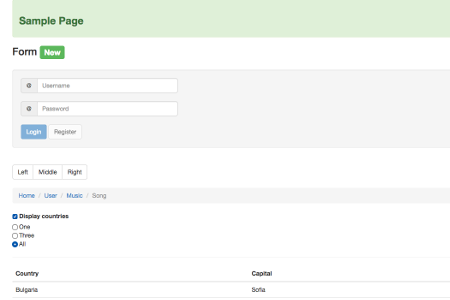 Sample Page
Form New
@ Username
@ Password
Login Register
Left Middle Right
Home / User / Music / Song
Display countries
One
Three
All
Country Capital
Bulgaria Sofia